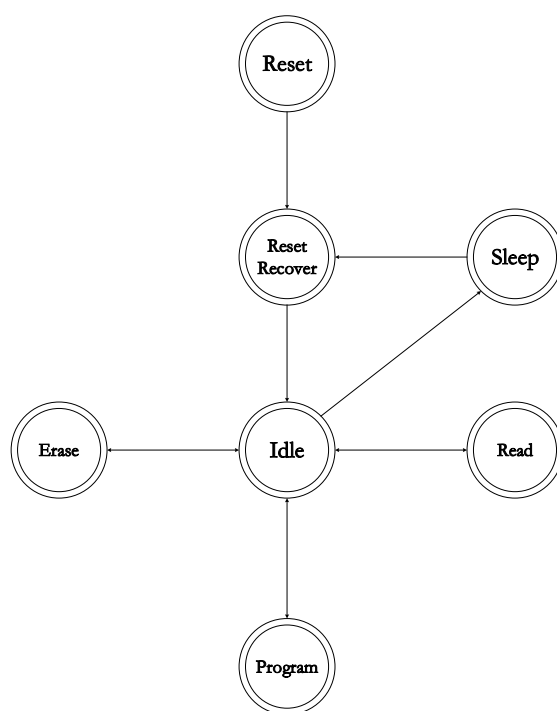 Reset
Reset
Recover
Sleep
Erase
Idle
Read
Program